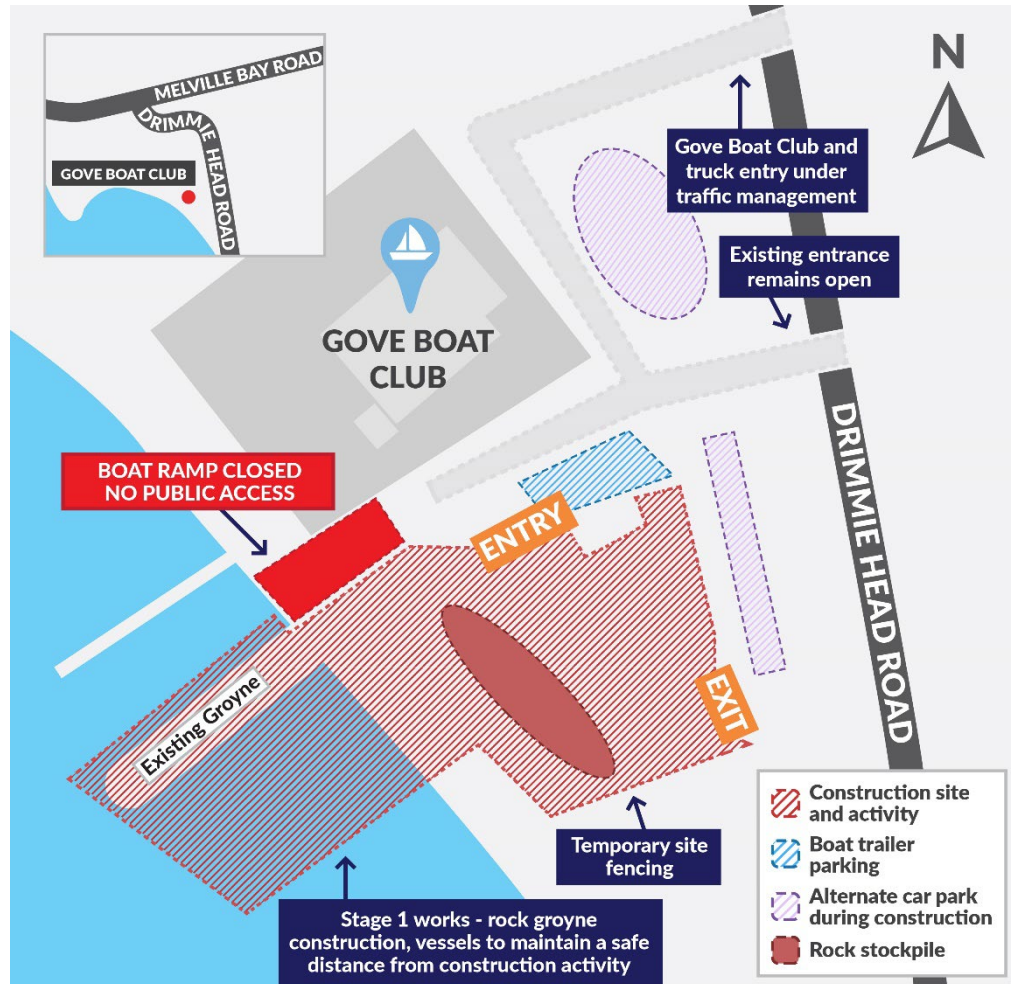 MELVILLE BAY ROAD
DRIMMIE HEAD ROAD
GOVE BOAT CLUB
N
Gove Boat Club and
truck entry under
traffic management
Existing entrance
remains open
GOVE BOAT
CLUB
BOAT RAMP CLOSED
NO PUBLIC ACCESS
ENTRY
DRIMMIE HEAD ROAD
Existing Groyne
EXIT
Temporary site
fencing
Stage 1 works - rock groyne
construction, vessels to maintain a safe
distance from construction activity
Construction site
and activity
Boat trailer
parking
Alternate car park
during construction
Rock stockpile